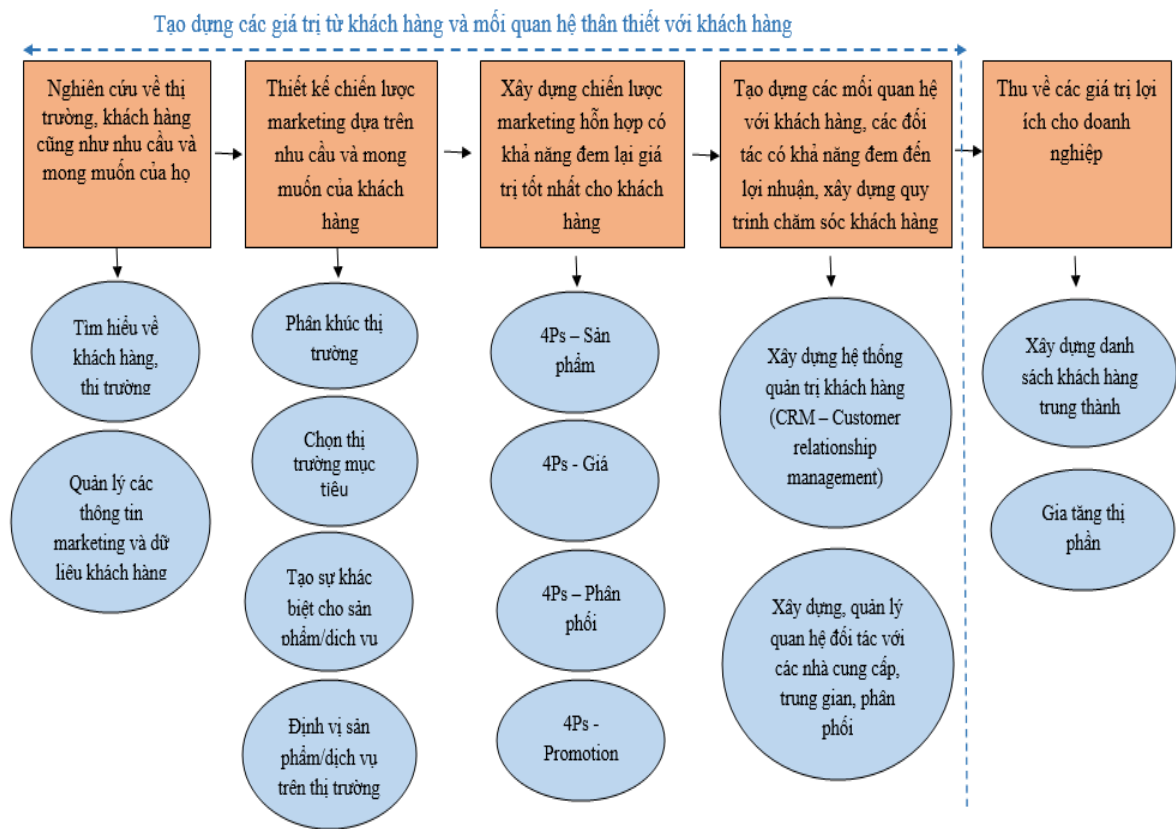 Tạo dựng các giá trị từ khách hàng và mối quan hệ thân thiết với khách hàng
Nghiên cứu về thị
trường, khách hàng
cũng như nhu cầu và
mong muốn của họ
Thiết kế chiến lược
marketing dựa trên
nhu cầu và mong
muốn của khách
hàng
Xây dựng chiến lược
marketing hỗn hợp có
khả năng đem lại giá
trị tốt nhất cho khách
hàng
Tạo dựng các mối quan hệ
với khách hàng, các đối
tác có khả năng đem đến
lợi nhuận, xây dựng quy
trinh chăm sóc khách hàng
Thu về các giá trị lợi
ích cho doanh
nghiệp
Tìm hiểu về
khách hàng,
thị trường
Quản lý các
thông tin
marketing và dữ
liệu khách hàng
Phân khúc thị
trường
Chọn thị
trường mục
tiêu
Tạo sự khác
biệt cho sản
phẩm/dịch vụ
Định vị sản
phẩm/dịch vụ
trên thị trường
4Ps – Sản
phẩm
4Ps - Giá
4Ps – Phân
phối
4Ps -
Promotion
Xây dựng hệ thống
quản trị khách hàng
(CRM – Customer
relationship
management)
Xây dựng, quản lý
quan hệ đối tác với
các nhà cung cấp,
trung gian, phân
phối
Xây dựng danh
sách khách hàng
trung thành
Gia tăng thị
phần